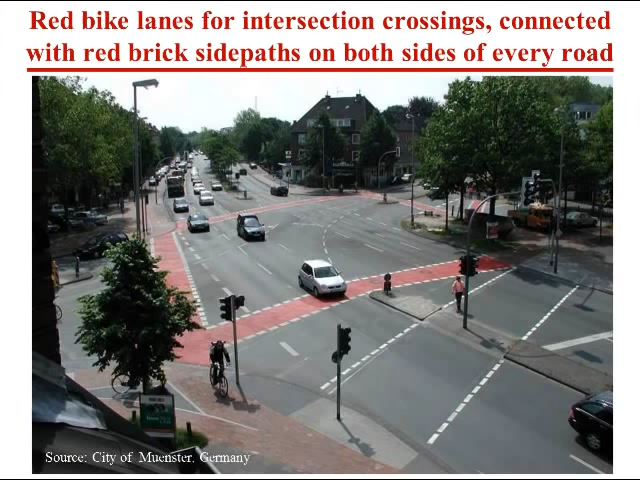 Red bike lanes for intersection crossings, connected
with red brick sidepaths on both sides of every road
Source: City of Muenster, Germany